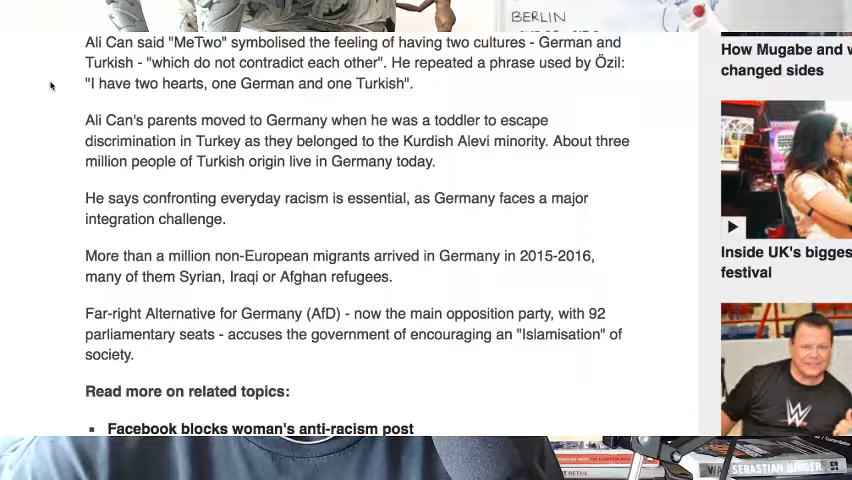 BERLIN
Ali Can said "MeTwo" symbolised the feeling of having two cultures - German and
Turkish - "which do not contradict each other". He repeated a phrase used by Özil:
"I have two hearts, one German and one Turkish".
Ali Can's parents moved to Germany when he was a toddler to escape
discrimination in Turkey as they belonged to the Kurdish Alevi minority. About three
million people of Turkish origin live in Germany today.
He says confronting everyday racism is essential, as Germany faces a major
integration challenge.
More than a million non-European migrants arrived in Germany in 2015-2016,
many of them Syrian, Iraqi or Afghan refugees.
Far-right Alternative for Germany (AfD) - now the main opposition party, with 92
parliamentary seats - accuses the government of encouraging an "Islamisation" of
society.
Read more on related topics:
Facebook blocks woman's anti-racism post
How Mugabe and
changed sides
Inside UK's bigges
festival
W
RETAIL
SEBASTIAN